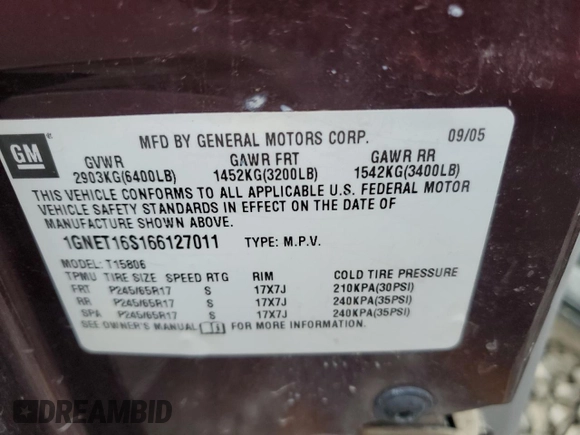 MFD BY GENERAL MOTORS CORP. 09/05
GM
GVWR GAWR FRT GAWR RR
2903KG(6400LB) 1452KG(3200LB) 1542KG(3400LB)
THIS VEHICLE CONFORMS TO ALL APPLICABLE U.S. FEDERAL MOTOR
VEHICLE SAFETY STANDARDS IN EFFECT ON THE DATE OF
MANUFACTURE SHOWN ABOVE.
1GNET16S166127011 TYPE: M.P.V.
MODEL: T15806
TPMU TIRE SIZE SPEED RTG RIM COLD TIRE PRESSURE
FRT P245/65R17 S 17X7J 210KPA(30PSI)
RR P245/65R17 S 17X7J 240KPA(35PSI)
SPA P245/65R17 S 17X7J 240KPA(35PSI)
SEE OWNER'S MANUAL FOR MORE INFORMATION.
DREAMBID